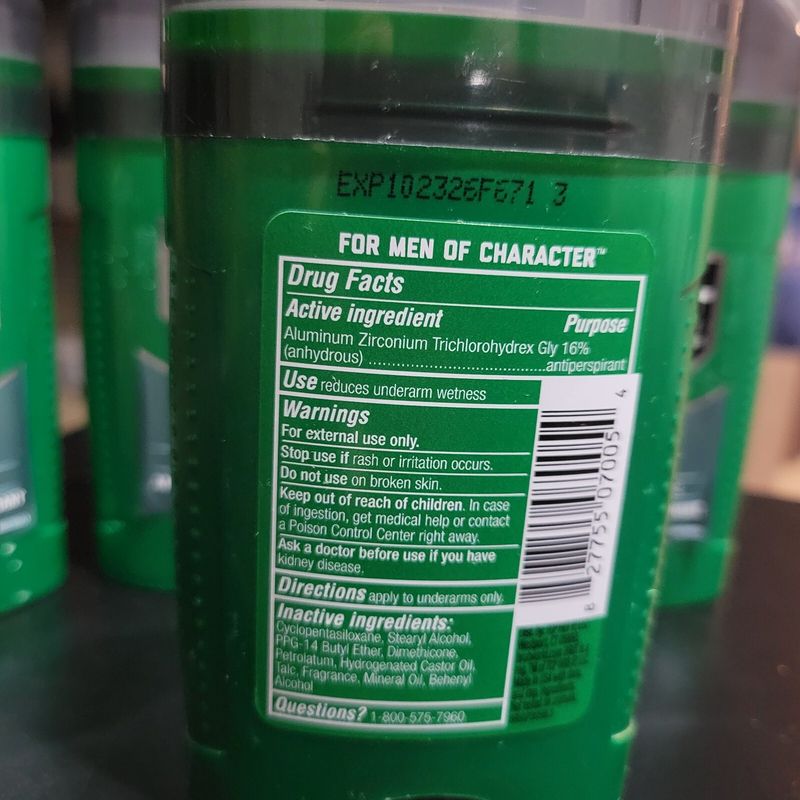 EXP102326F671 3
FOR MEN OF CHARACTER™
Drug Facts
Active ingredient Purpose
Aluminum Zirconium Trichlorohydrex Gly 16%
(anhydrous) ........................................antiperspirant
Use reduces underarm wetness
Warnings
For external use only.
Stop use if rash or irritation occurs.
Do not use on broken skin.
Keep out of reach of children. In case
of ingestion, get medical help or contact
a Poison Control Center right away.
Ask a doctor before use if you have
kidney disease.
Directions apply to underarms only.
Inactive ingredients:
Cyclopentasiloxane, Stearyl Alcohol,
PPG-14 Butyl Ether, Dimethicone,
Petrolatum, Hydrogenated Castor Oil,
Talc, Fragrance, Mineral Oil, Behenyl
Alcohol
Questions? 1-800-575-7960
8 27755 07005 4